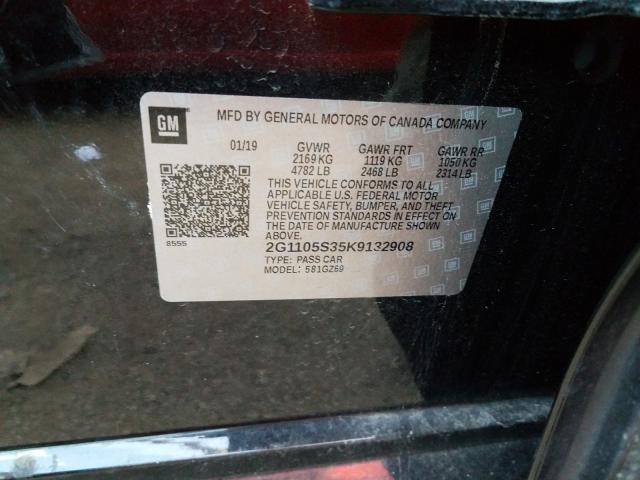 GM
MFD BY GENERAL MOTORS OF CANADA COMPANY
01/19 GVWR GAWR FRT GAWR RR
2169 KG 1119 KG 1050 KG
4782 LB 2468 LB 2314 LB
THIS VEHICLE CONFORMS TO ALL
APPLICABLE U.S. FEDERAL MOTOR
VEHICLE SAFETY, BUMPER, AND THEFT
PREVENTION STANDARDS IN EFFECT ON
THE DATE OF MANUFACTURE SHOWN
ABOVE.
8555
2G1105S35K9132908
TYPE: PASS CAR
MODEL: 581GZ69